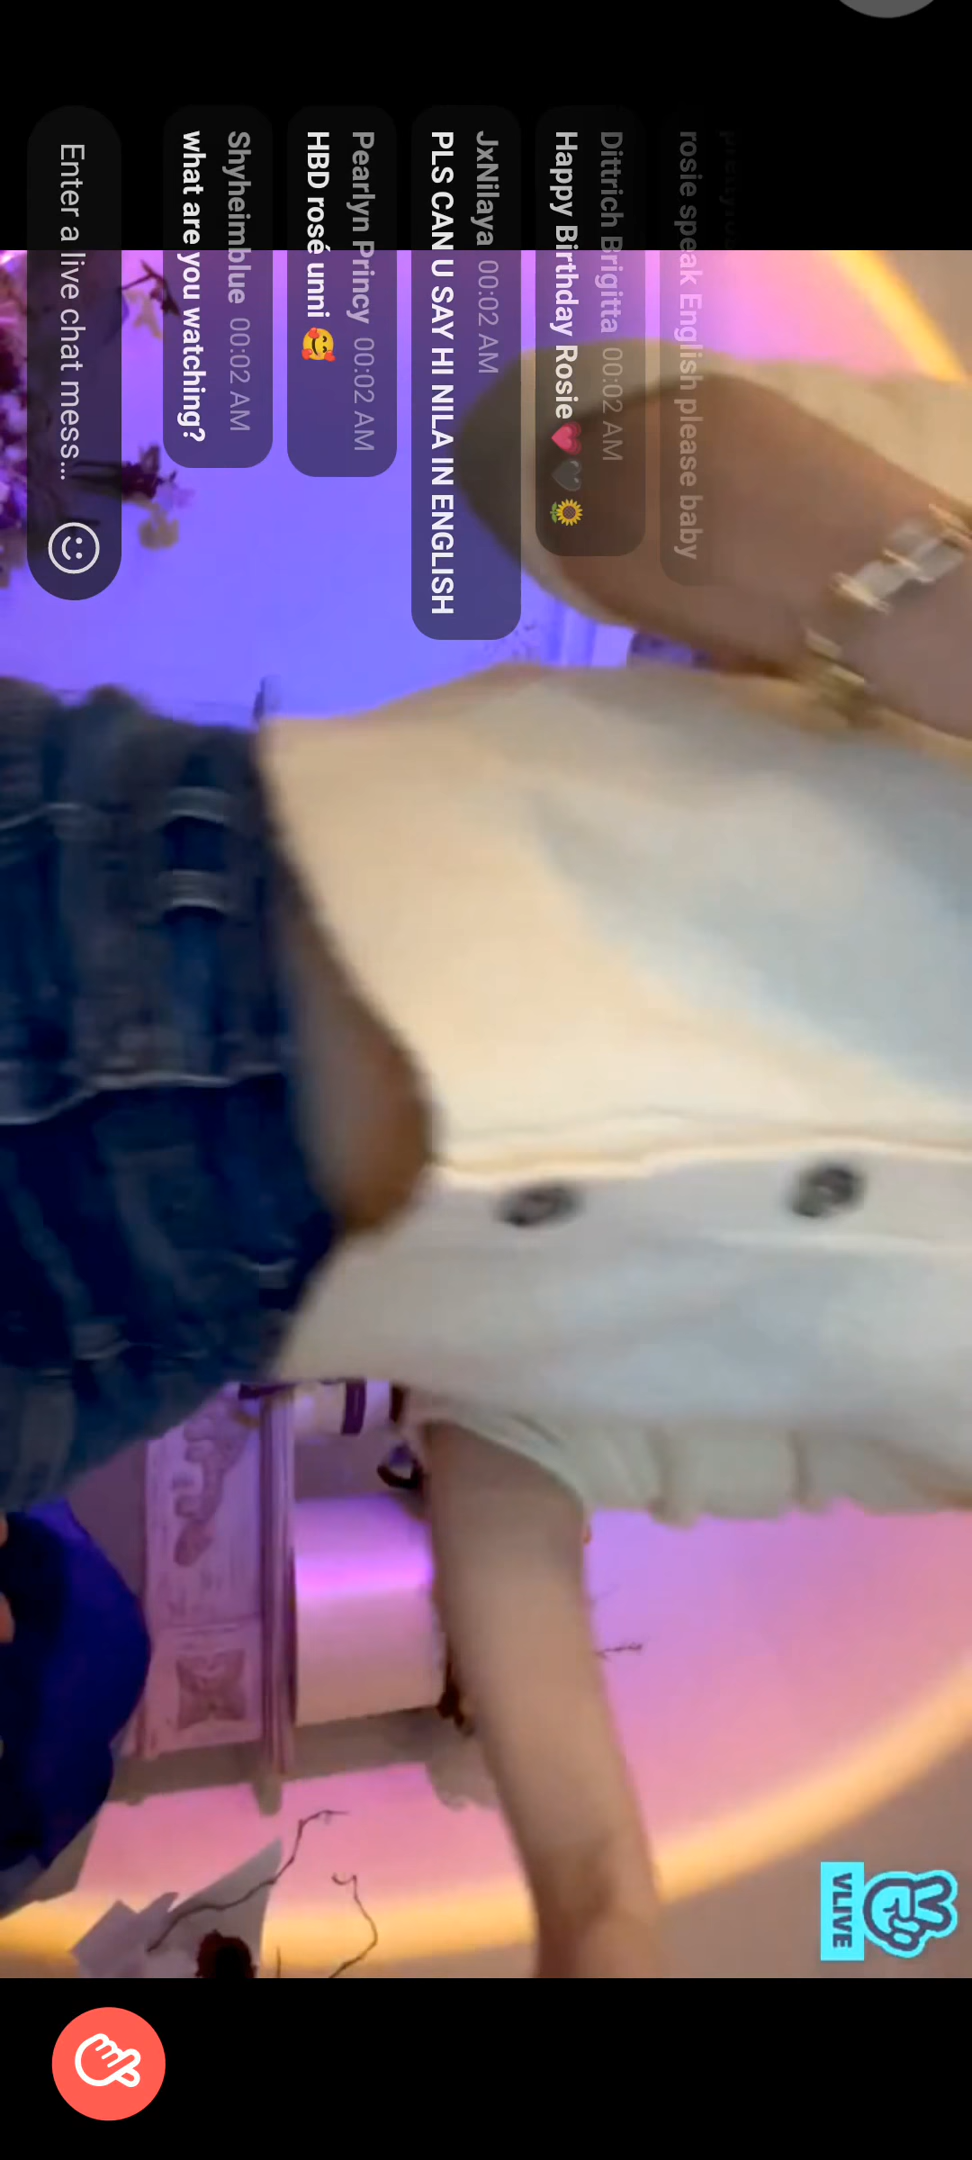 rosie speak English please baby
Dittrich Brigitta 00:02 AM
Happy Birthday Rosie💗🖤🌻
JxNilaya 00:02 AM
PLS CAN U SAY HI NILA IN ENGLISH
Pearlyn Princy 00:02 AM
HBD rosé unni 🥰
Shyheimblue 00:02 AM
what are you watching?
Enter a live chat mess...
VLIVE